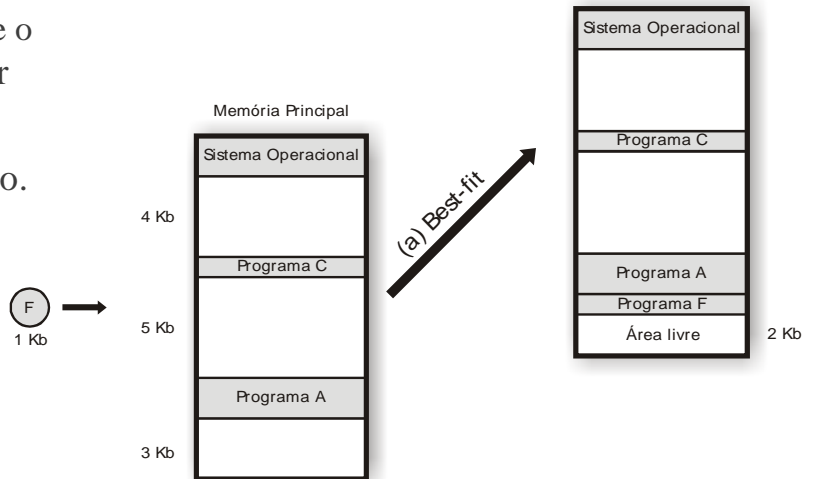 e o
r
o.
Memória Principal
Sistema Operacional
4 Kb
Programa C
F
1 Kb
5 Kb
Programa A
3 Kb
(a) Best-fit
Sistema Operacional
Programa C
Programa A
Programa F
Área livre
2 Kb